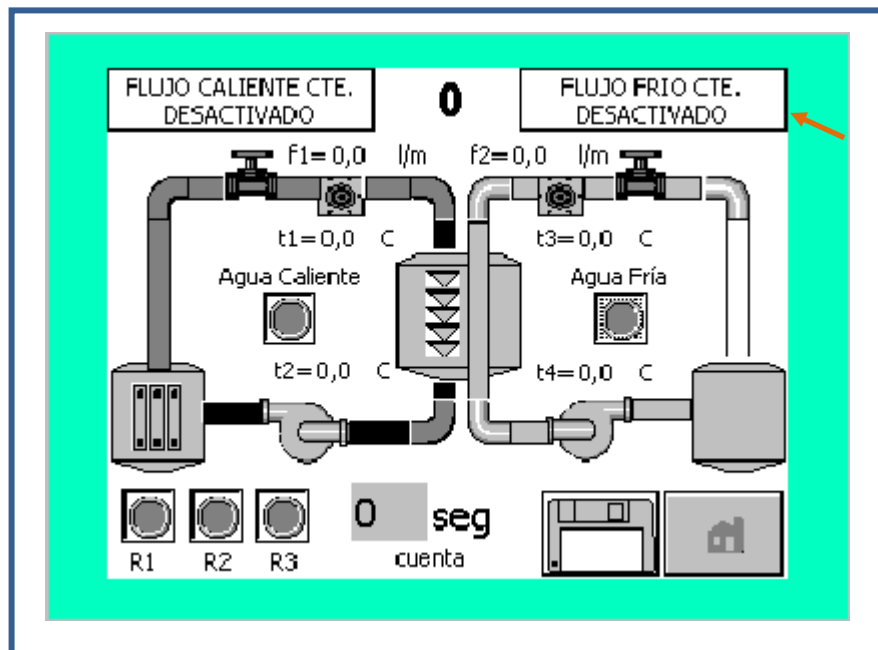 FLUJO CALIENTE CTE.
DESACTIVADO
0
FLUJO FRIO CTE.
DESACTIVADO
f1=0,0 l/m
f2=0,0 l/m
t1=0,0 C
t3=0,0 C
Agua Caliente
Agua Fría
t2=0,0 C
t4=0,0 C
0 seg
R1 R2 R3
cuenta